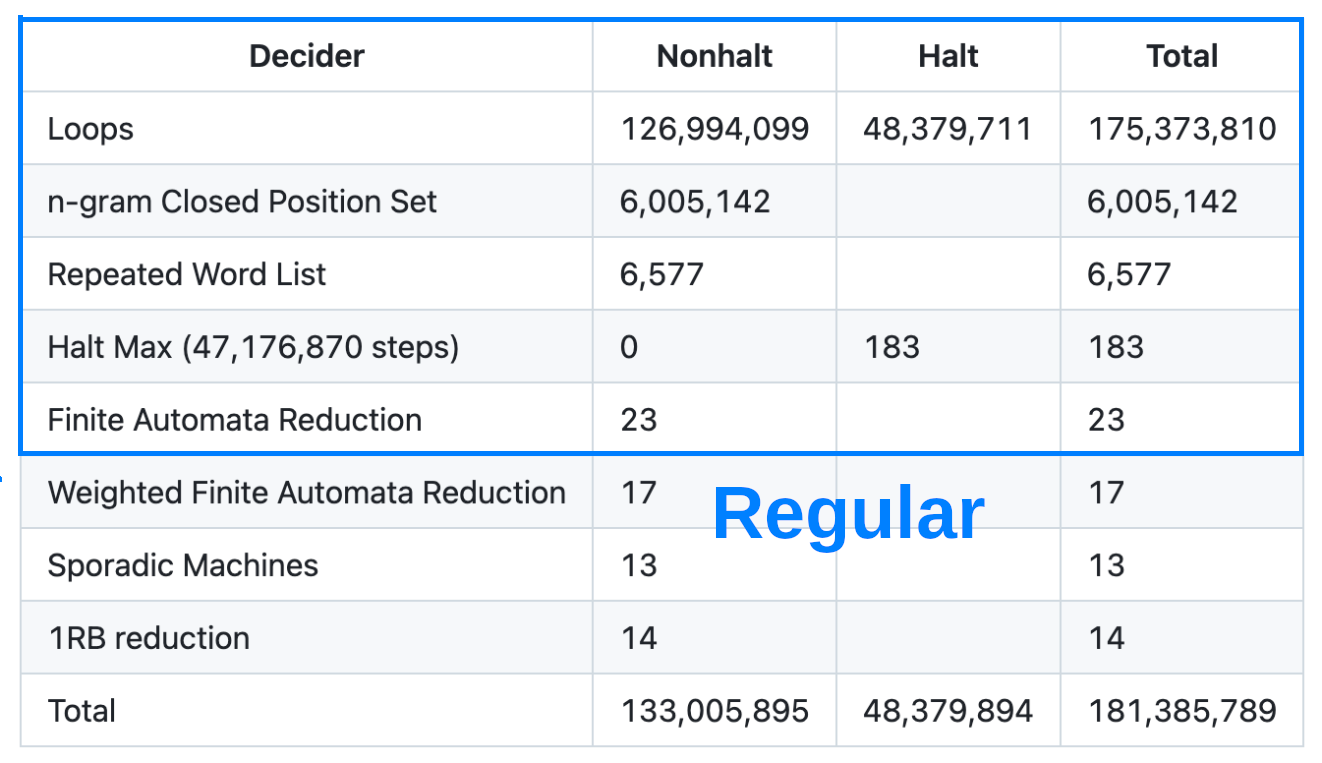 Decider Nonhalt Halt Total
Loops 126,994,099 48,379,711 175,373,810
n-gram Closed Position Set 6,005,142 6,005,142
Repeated Word List 6,577 6,577
Halt Max (47,176,870 steps) 0 183 183
Finite Automata Reduction 23 23
Weighted Finite Automata Reduction 17 17
Regular
Sporadic Machines 13 13
1RB reduction 14 14
Total 133,005,895 48,379,894 181,385,789